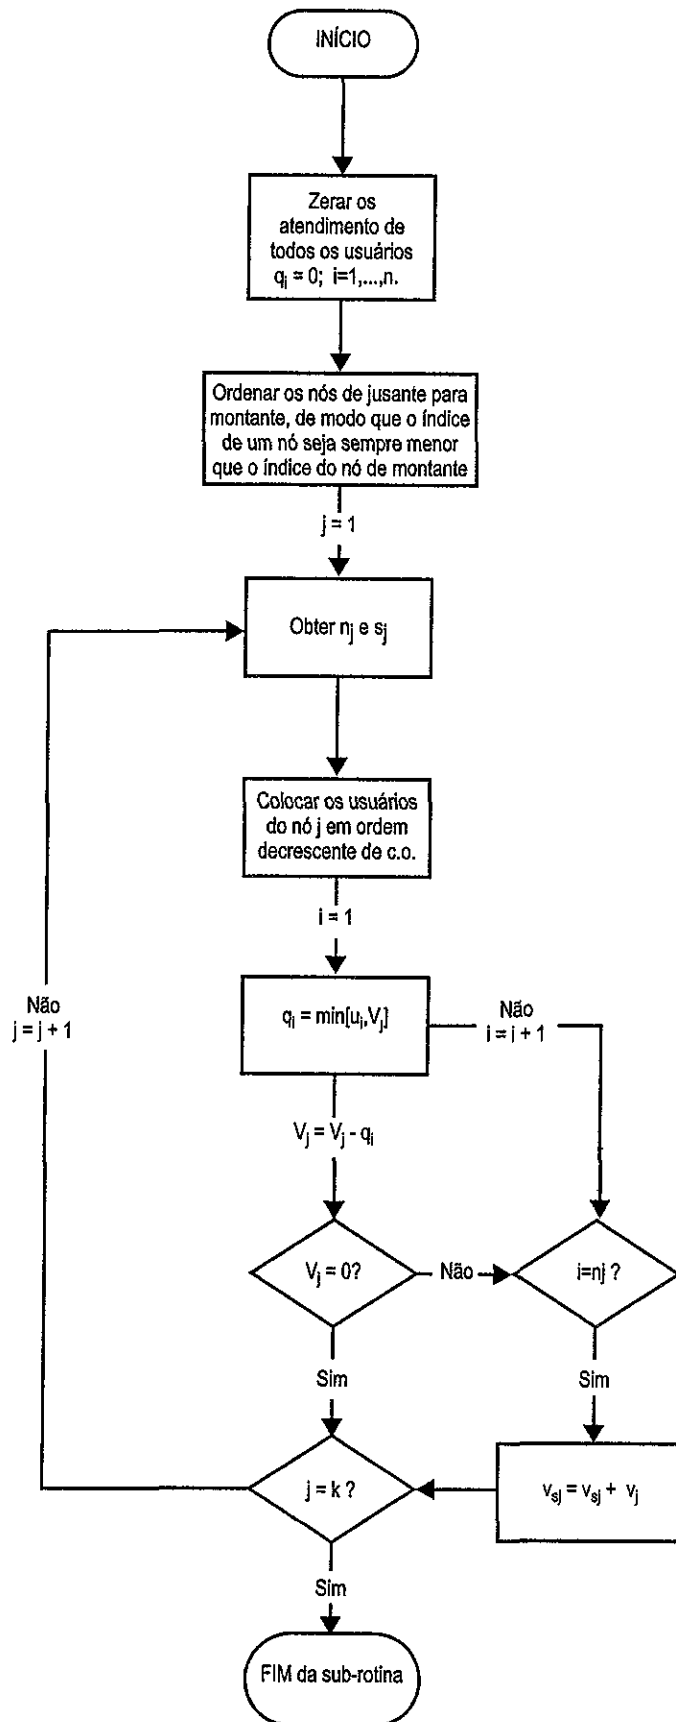 INÍCIO
Zerar os
atendimento de
todos os usuários
qi = 0; i=1,...,n.
Ordenar os nós de jusante para
montante, de modo que o índice
de um nó seja sempre menor
que o índice do nó de montante
j = 1
Obter nj e sj
Colocar os usuários
do nó j em ordem
decrescente de c.o.
i = 1
qi = min[ui,Vj]
Não
i = i + 1
Não
j = j + 1
Vj = Vj - qi
Vj = 0?
Não
i=nj ?
Sim
Sim
j = k ?
vsj = vsj + vj
Sim
FIM da sub-rotina